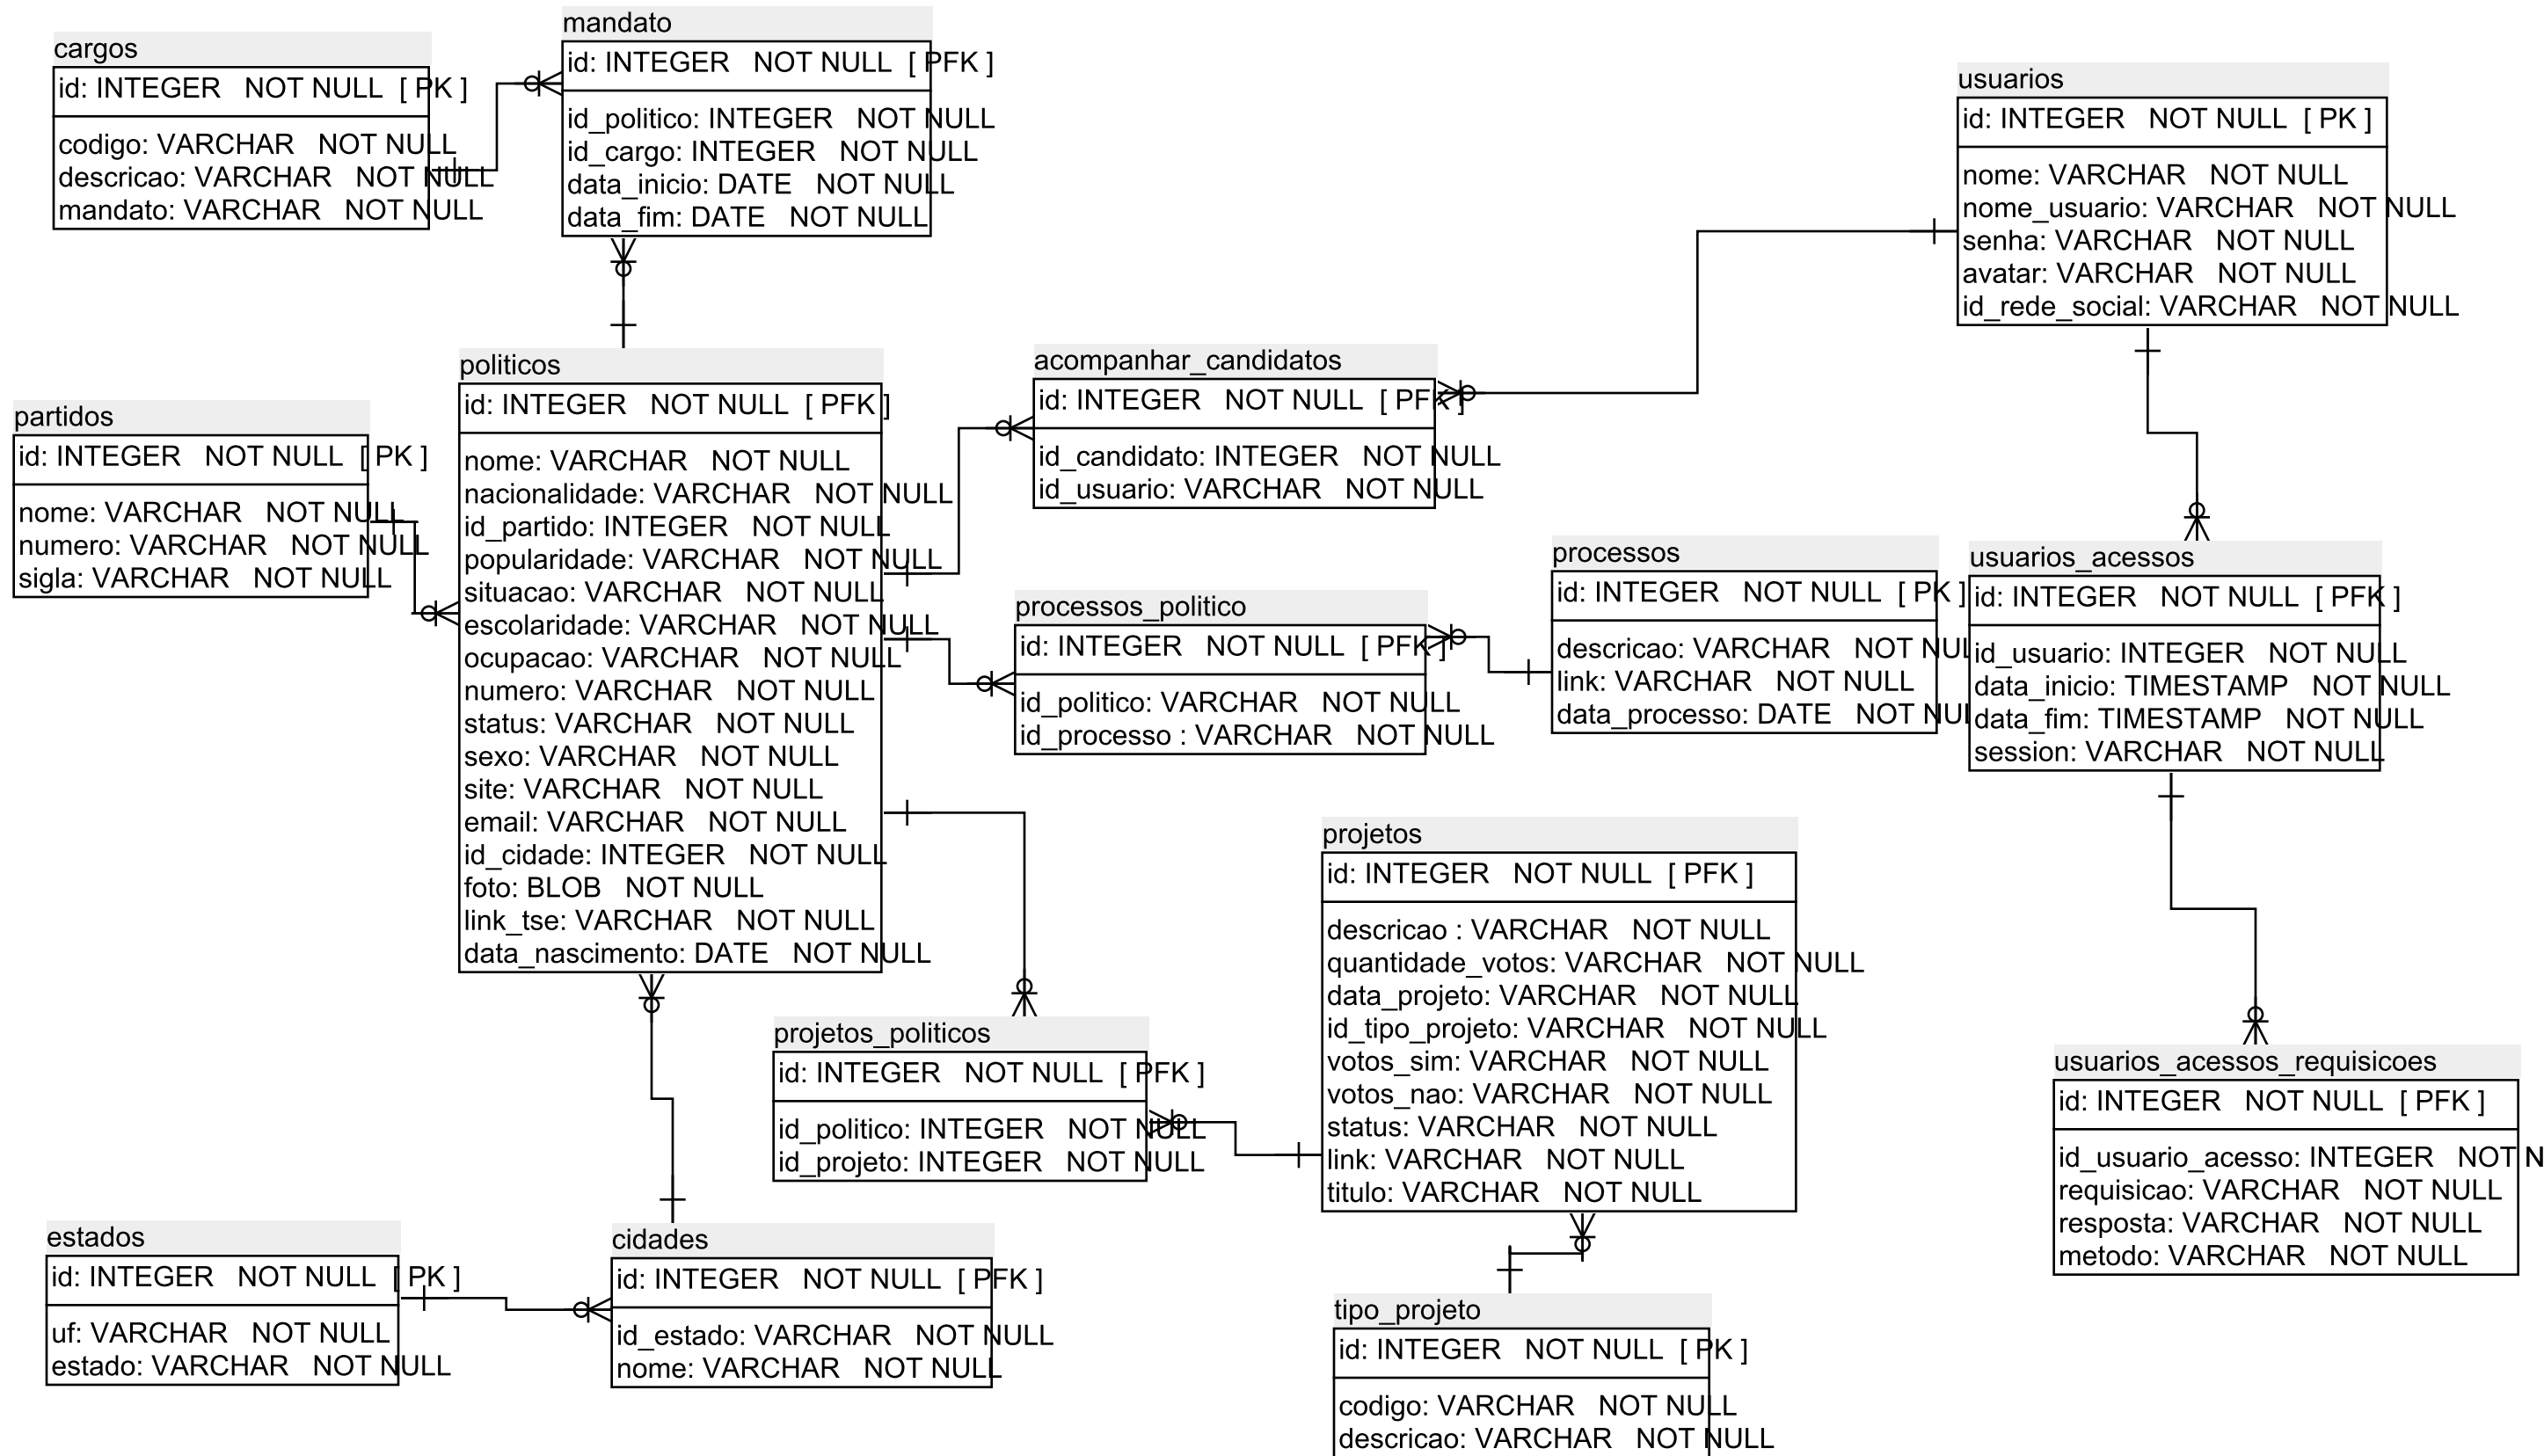 mandato
id: INTEGER NOT NULL [ PFK ]
id_politico: INTEGER NOT NULL
id_cargo: INTEGER NOT NULL
data_inicio: DATE NOT NULL
data_fim: DATE NOT NULL
cargos
id: INTEGER NOT NULL [ PK ]
codigo: VARCHAR NOT NULL
descricao: VARCHAR NOT NULL
mandato: VARCHAR NOT NULL
usuarios
id: INTEGER NOT NULL [ PK ]
nome: VARCHAR NOT NULL
nome_usuario: VARCHAR NOT NULL
senha: VARCHAR NOT NULL
avatar: VARCHAR NOT NULL
id_rede_social: VARCHAR NOT NULL
politicos
id: INTEGER NOT NULL [ PFK ]
nome: VARCHAR NOT NULL
nacionalidade: VARCHAR NOT NULL
id_partido: INTEGER NOT NULL
popularidade: VARCHAR NOT NULL
situacao: VARCHAR NOT NULL
escolaridade: VARCHAR NOT NULL
ocupacao: VARCHAR NOT NULL
numero: VARCHAR NOT NULL
status: VARCHAR NOT NULL
sexo: VARCHAR NOT NULL
site: VARCHAR NOT NULL
email: VARCHAR NOT NULL
id_cidade: INTEGER NOT NULL
foto: BLOB NOT NULL
link_tse: VARCHAR NOT NULL
data_nascimento: DATE NOT NULL
acompanhar_candidatos
id: INTEGER NOT NULL [ PFK ]
id_candidato: INTEGER NOT NULL
id_usuario: VARCHAR NOT NULL
partidos
id: INTEGER NOT NULL [ PK ]
nome: VARCHAR NOT NULL
numero: VARCHAR NOT NULL
sigla: VARCHAR NOT NULL
processos
id: INTEGER NOT NULL [ PK ]
descricao: VARCHAR NOT NUL
link: VARCHAR NOT NULL
data_processo: DATE NOT NUL
usuarios_acessos
id: INTEGER NOT NULL [ PFK ]
id_usuario: INTEGER NOT NULL
data_inicio: TIMESTAMP NOT NULL
data_fim: TIMESTAMP NOT NULL
session: VARCHAR NOT NULL
processos_politico
id: INTEGER NOT NULL [ PFK ]
id_politico: VARCHAR NOT NULL
id_processo : VARCHAR NOT NULL
projetos
id: INTEGER NOT NULL [ PFK ]
descricao : VARCHAR NOT NULL
quantidade_votos: VARCHAR NOT NULL
data_projeto: VARCHAR NOT NULL
id_tipo_projeto: VARCHAR NOT NULL
votos_sim: VARCHAR NOT NULL
votos_nao: VARCHAR NOT NULL
status: VARCHAR NOT NULL
link: VARCHAR NOT NULL
titulo: VARCHAR NOT NULL
projetos_politicos
id: INTEGER NOT NULL [ PFK ]
id_politico: INTEGER NOT NULL
id_projeto: INTEGER NOT NULL
usuarios_acessos_requisicoes
id: INTEGER NOT NULL [ PFK ]
id_usuario_acesso: INTEGER NOT N
requisicao: VARCHAR NOT NULL
resposta: VARCHAR NOT NULL
metodo: VARCHAR NOT NULL
estados
id: INTEGER NOT NULL [ PK ]
uf: VARCHAR NOT NULL
estado: VARCHAR NOT NULL
cidades
id: INTEGER NOT NULL [ PFK ]
id_estado: VARCHAR NOT NULL
nome: VARCHAR NOT NULL
tipo_projeto
id: INTEGER NOT NULL [ PK ]
codigo: VARCHAR NOT NULL
descricao: VARCHAR NOT NULL